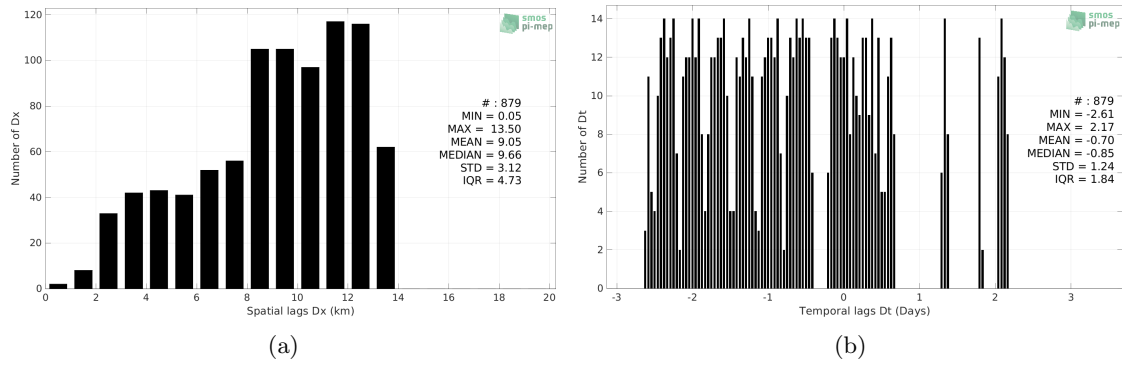 120
100
80
60
40
20
0
Number of Dx
0 2 4 6 8 10 12 14 16 18 20
Spatial lags Dx (km)
smos
pi-mep
# : 879
MIN = 0.05
MAX = 13.50
MEAN = 9.05
MEDIAN = 9.66
STD = 3.12
IQR = 4.73
(a)
14
12
10
8
6
4
2
0
Number of Dt
-3 -2 -1 0 1 2 3
Temporal lags Dt (Days)
smos
pi-mep
# : 879
MIN = -2.61
MAX = 2.17
MEAN = -0.70
MEDIAN = -0.85
STD = 1.24
IQR = 1.84
(b)